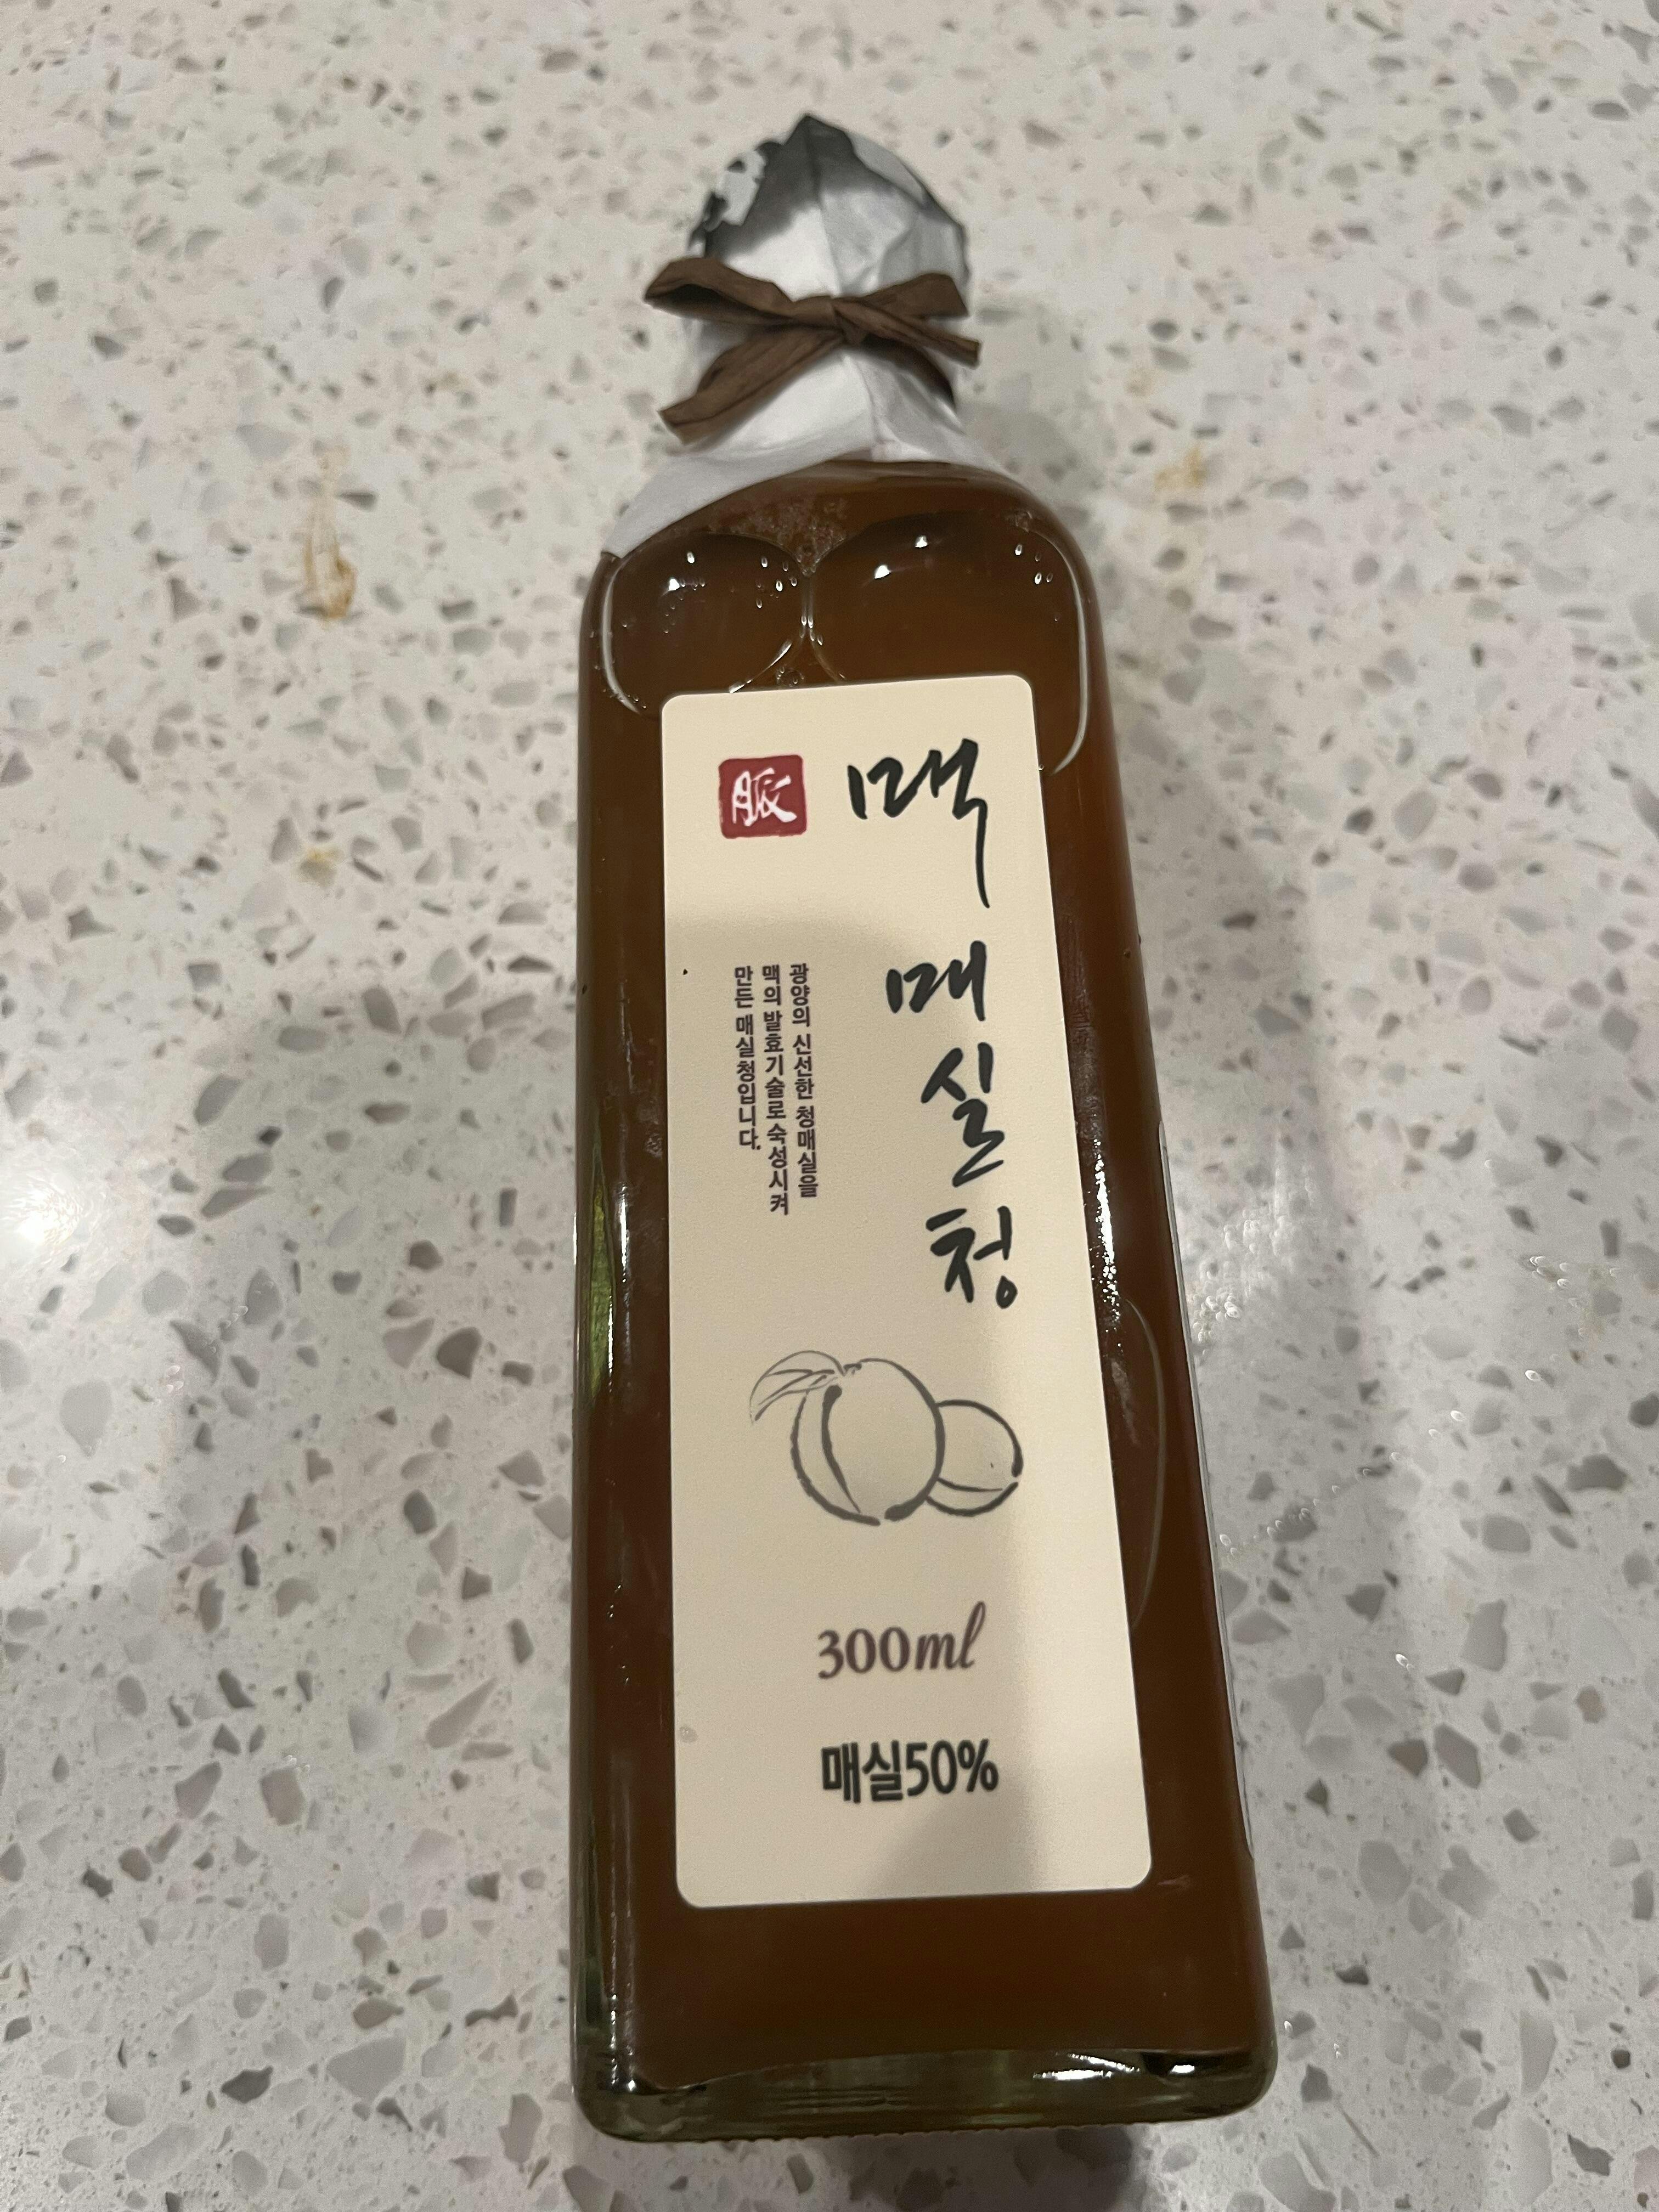 맥 매실청
脈
광양의 신선한 청매실을
맥의 발효기술로 숙성시켜
만든 매실청입니다.
300ml
매실50%